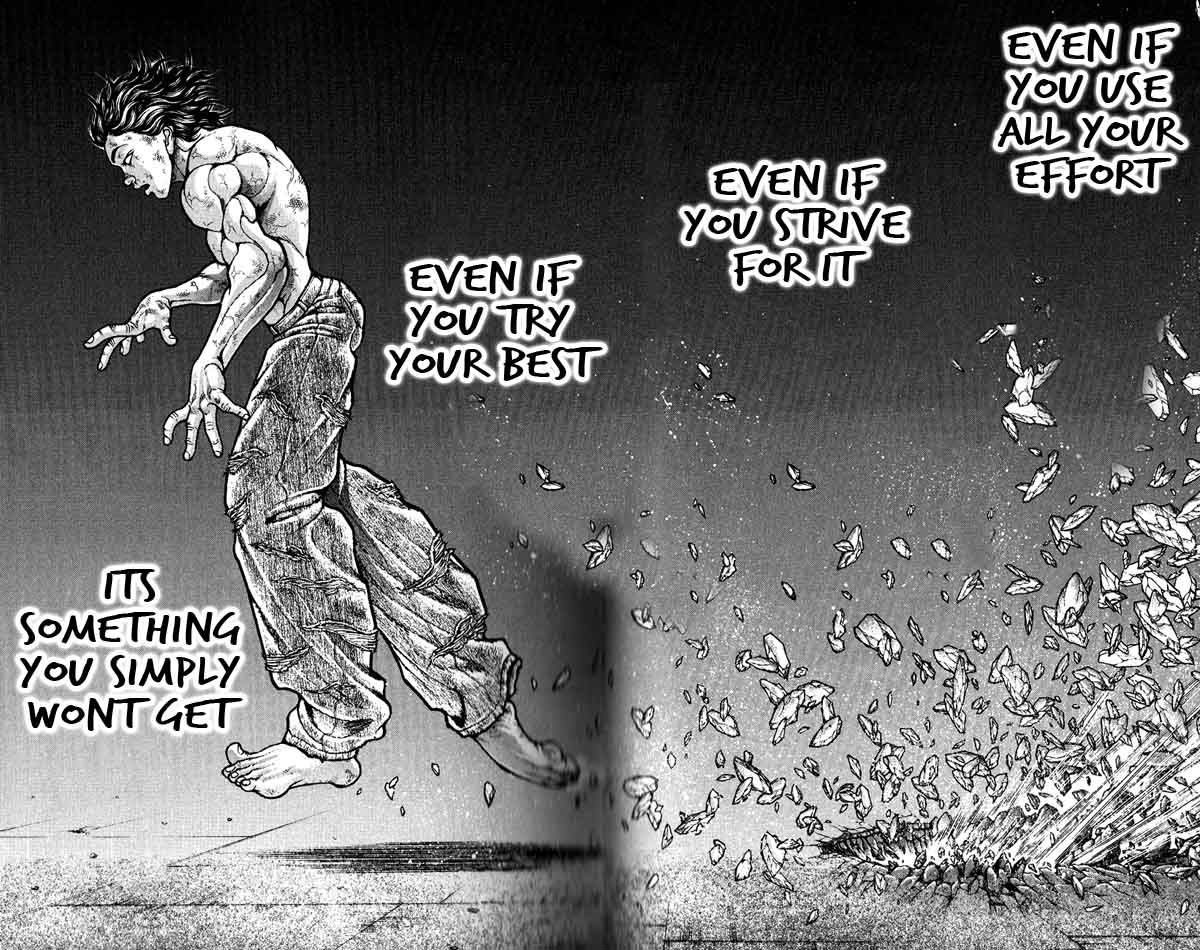 EVEN IF
YOU USE
ALL YOUR
EFFORT
EVEN IF
YOU STRIVE
FOR IT
EVEN IF
YOU TRY
YOUR BEST
ITS
SOMETHING
YOU SIMPLY
WONT GET